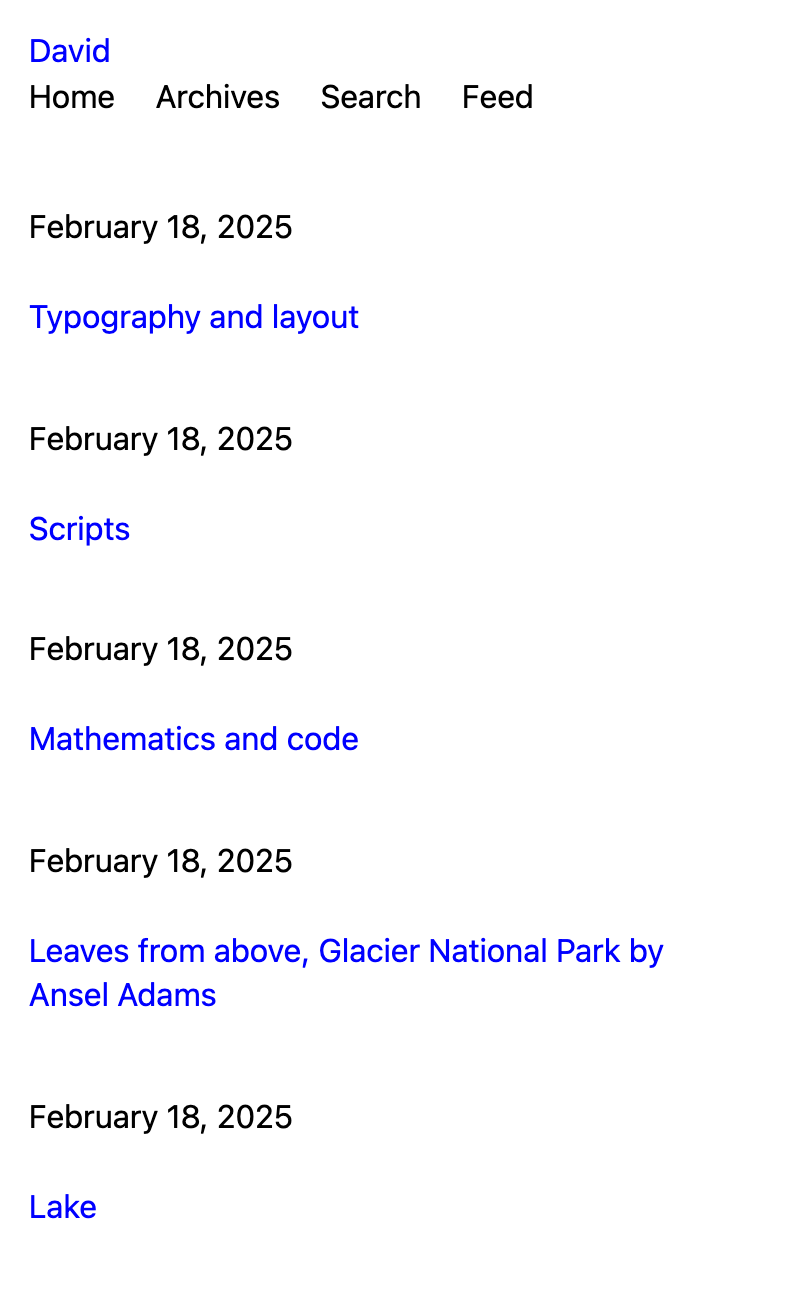 David
Home Archives Search Feed
February 18, 2025
Typography and layout
February 18, 2025
Scripts
February 18, 2025
Mathematics and code
February 18, 2025
Leaves from above, Glacier National Park by
Ansel Adams
February 18, 2025
Lake